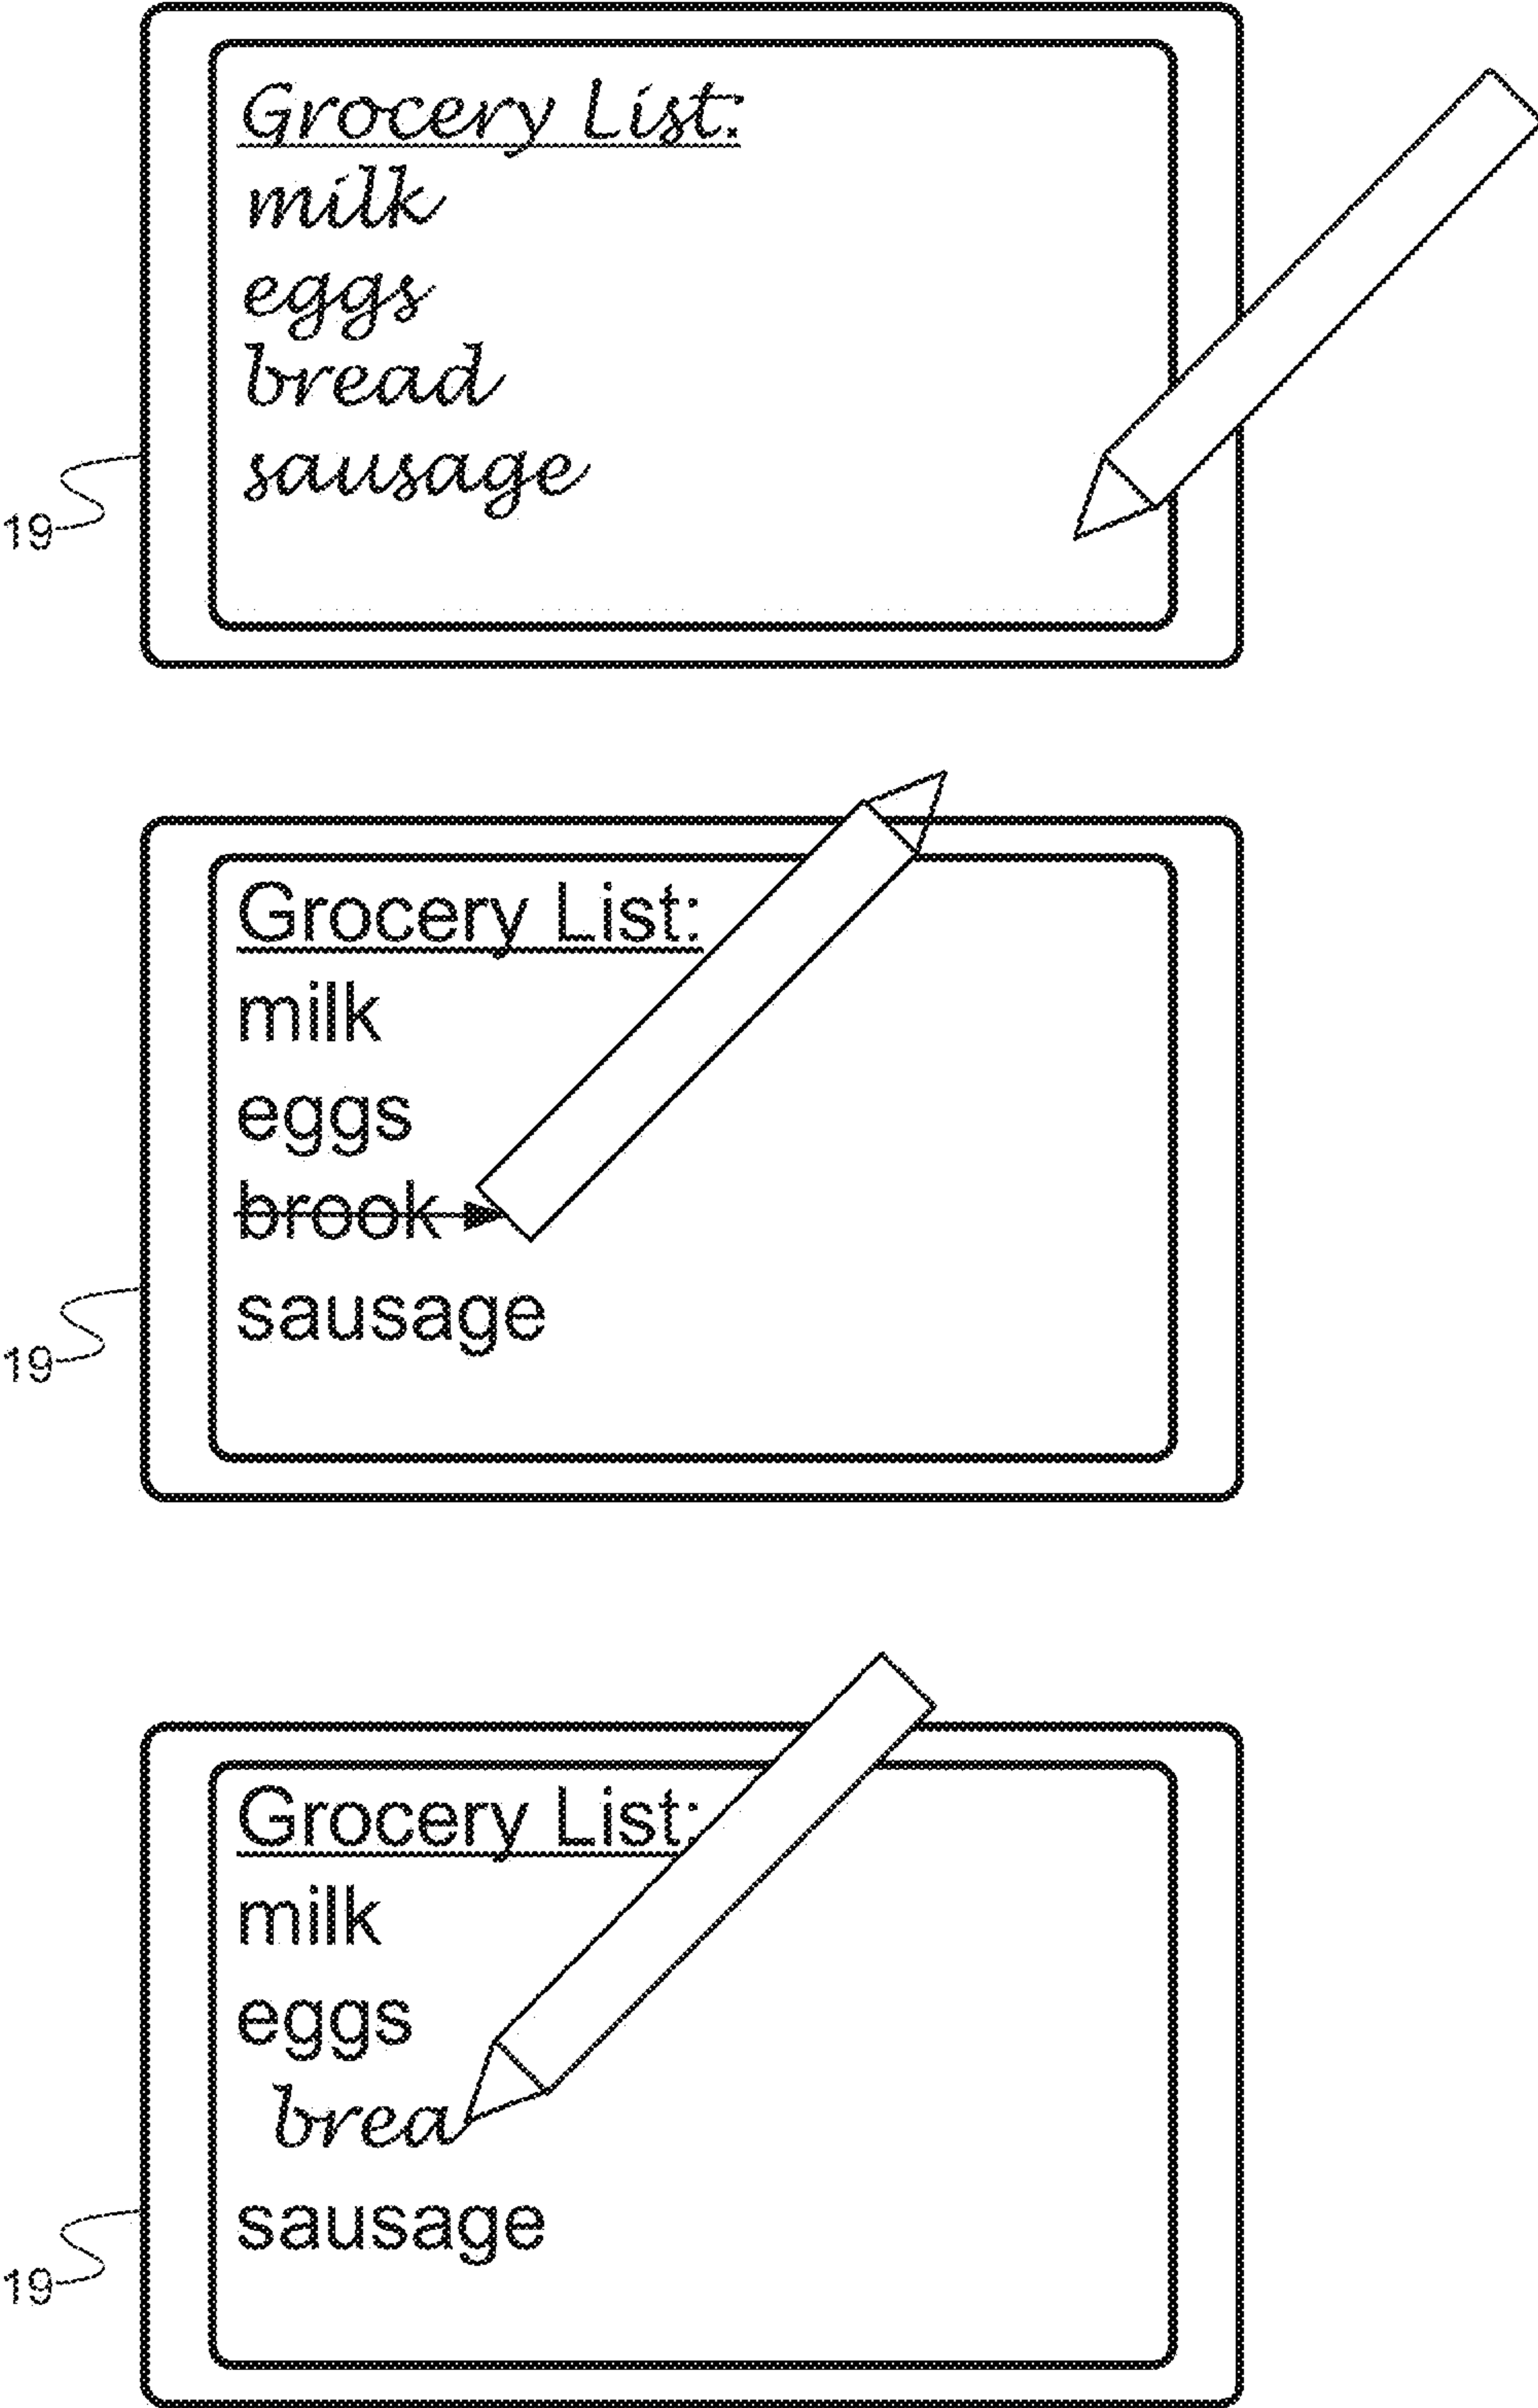 Grocery List:
milk
eggs
bread
sausage
19
Grocery List:
milk
eggs
brook
sausage
19
Grocery List:
milk
eggs
brea
sausage
19